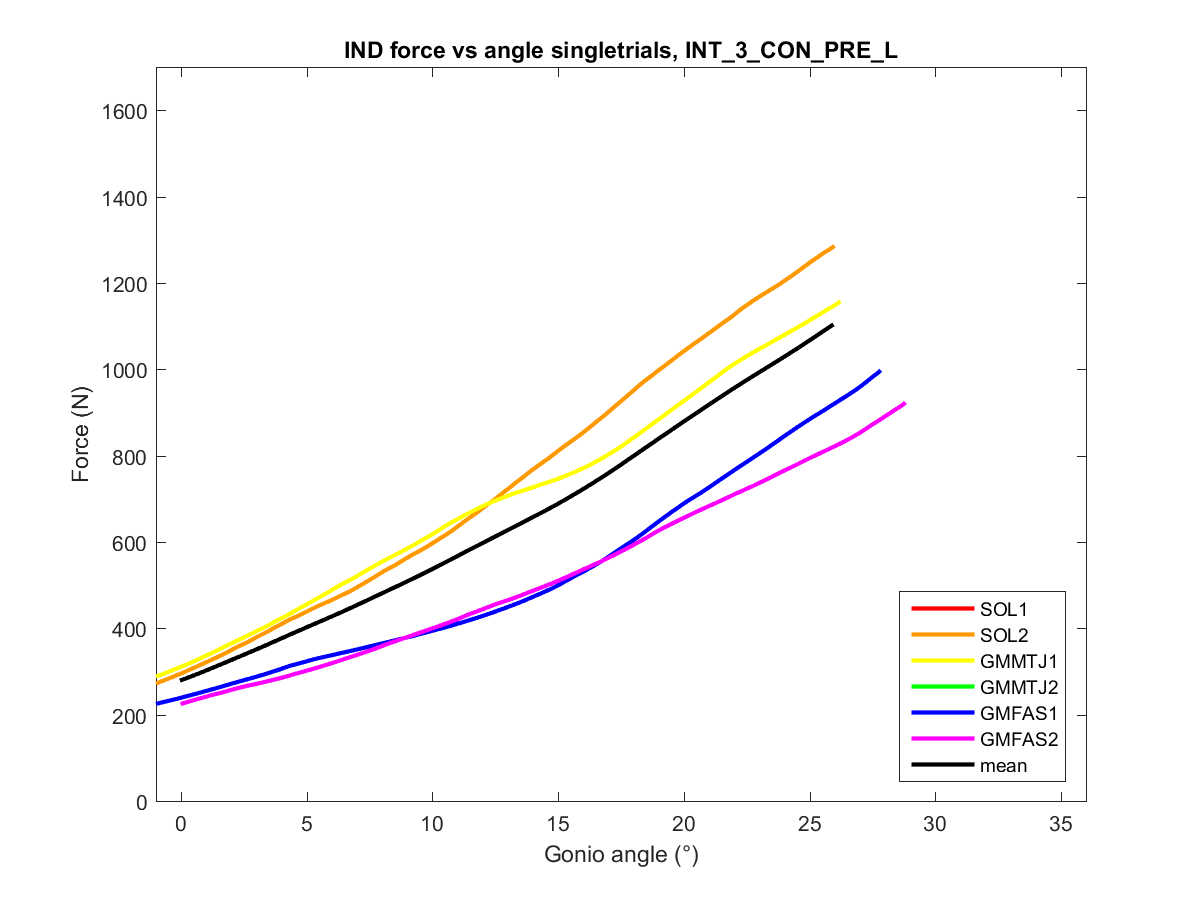 IND force vs angle singletrials, INT_3_CON_PRE_L
1600
1400
1200
1000
800
600
400
200
0
Force (N)
0 5 10 15 20 25 30 35
Gonio angle (°)
SOL1
SOL2
GMMTJ1
GMMTJ2
GMFAS1
GMFAS2
mean